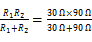 R₁R₂/(R₁+R₂) = (30 Ω × 90 Ω)/(30 Ω + 90 Ω)